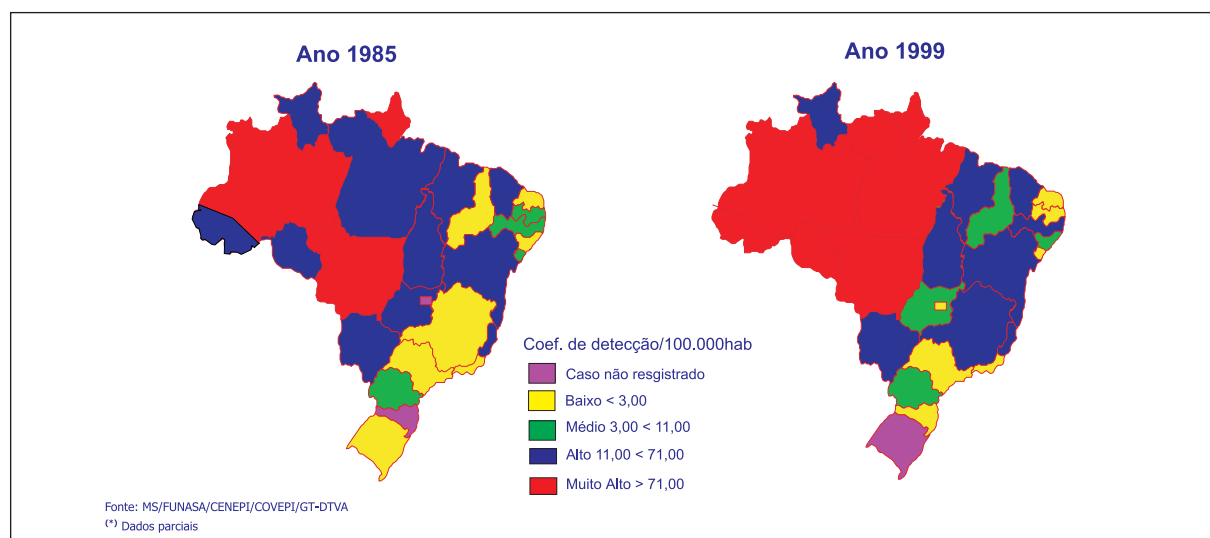 Ano 1985
Ano 1999
Coef. de detecção/100.000hab
Caso não resgistrado
Baixo < 3,00
Médio 3,00 < 11,00
Alto 11,00 < 71,00
Muito Alto > 71,00
Fonte: MS/FUNASA/CENEPI/COVEPI/GT-DTVA
(*) Dados parciais